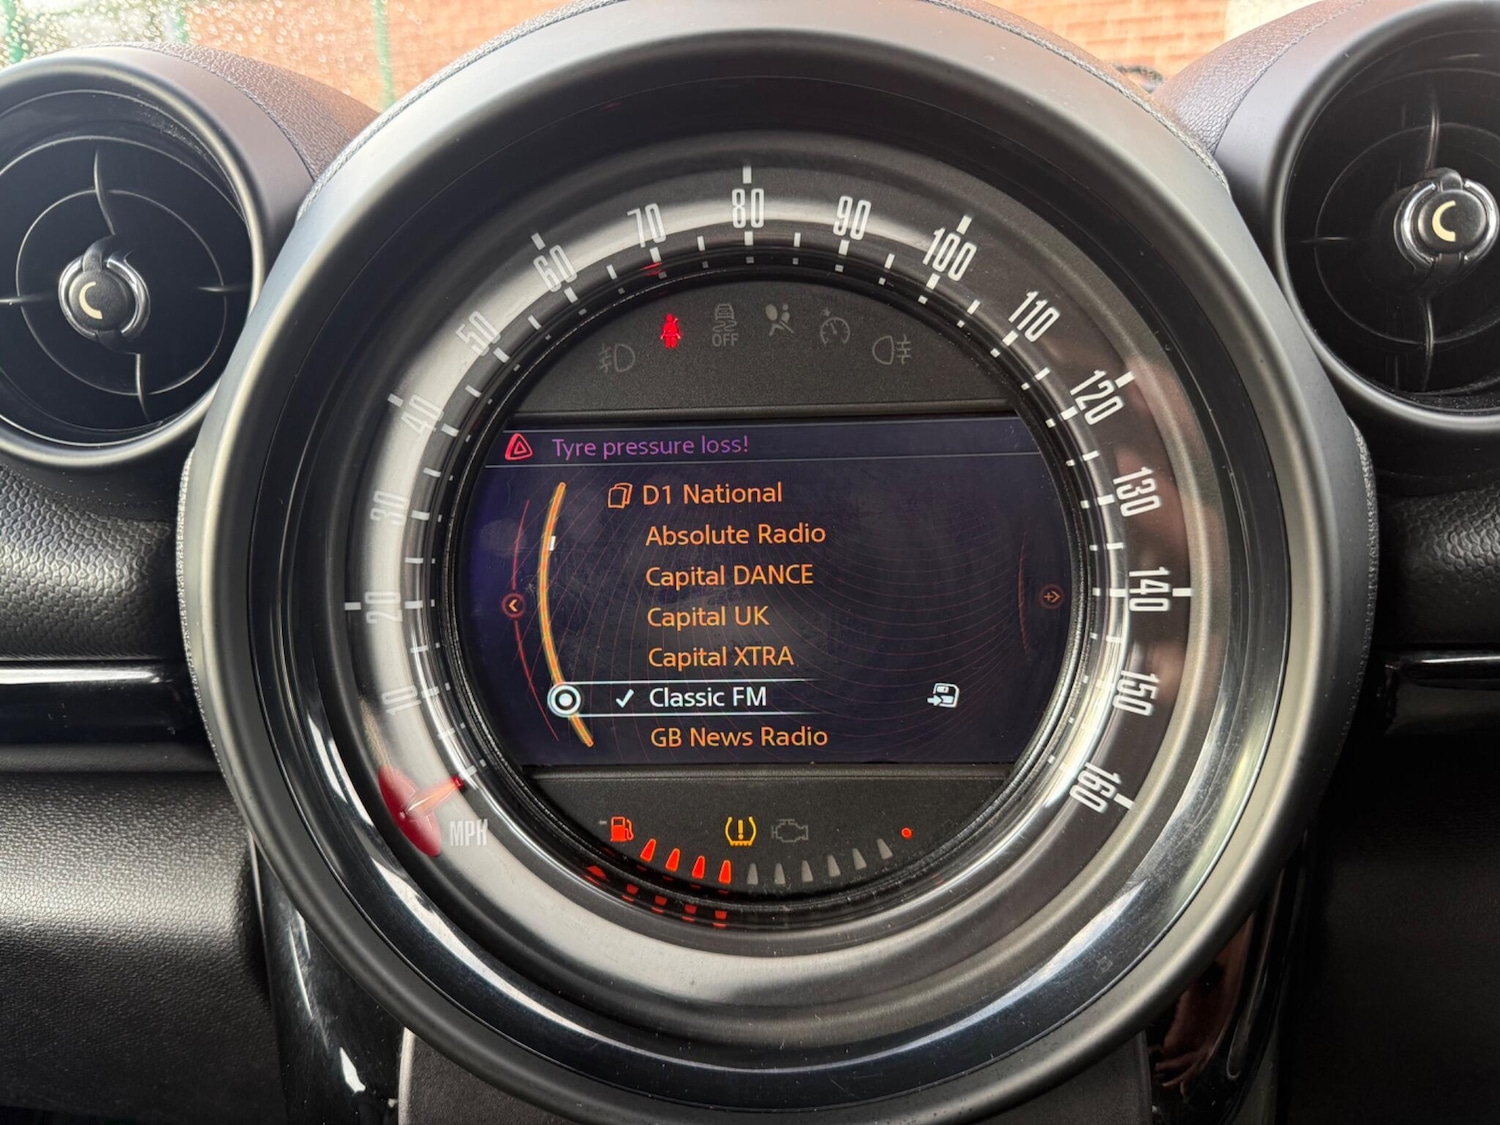 10
20
30
40
50
60
70
80
90
100
110
120
130
140
150
160
MPH
OFF
Tyre pressure loss!
D1 National
Absolute Radio
Capital DANCE
Capital UK
Capital XTRA
Classic FM
GB News Radio